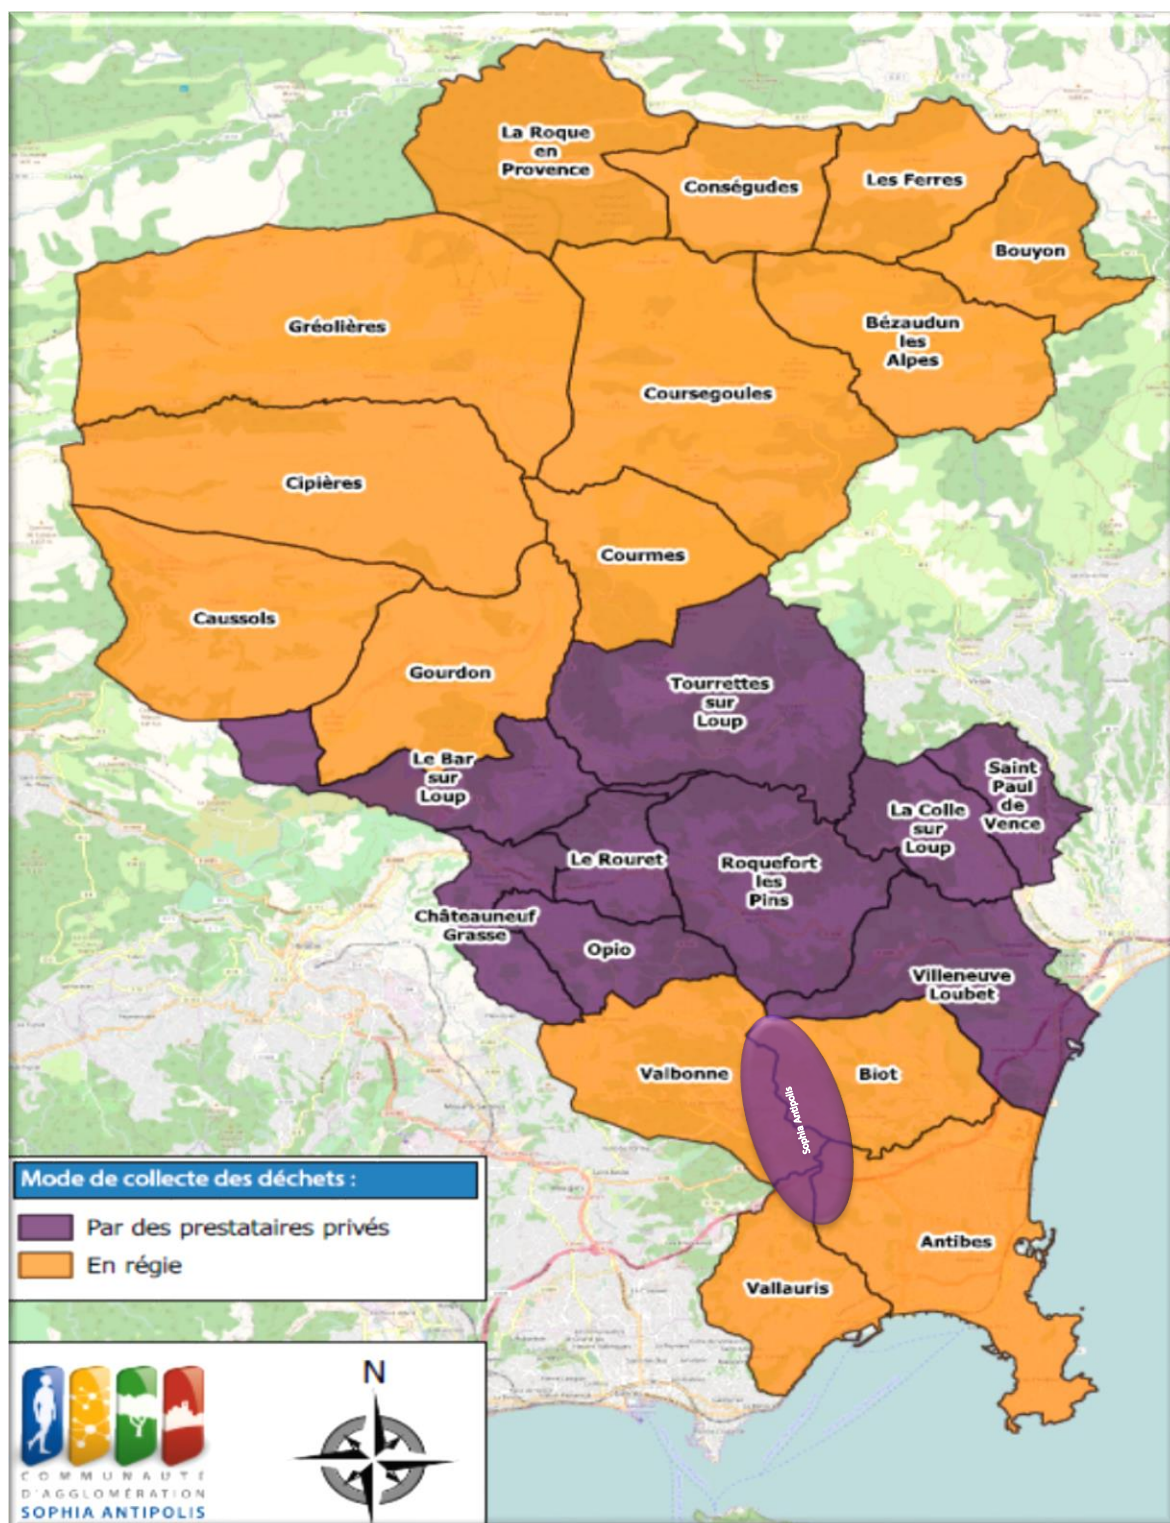 La Roque
en
Provence
Conségudes
Les Ferres
Bouyon
Gréolières
Bézaudun
les
Alpes
Coursegoules
Cipières
Courmes
Caussols
Gourdon
Tourrettes
sur
Loup
Le Bar
sur
Loup
Saint
Paul
de
Vence
La Colle
sur
Loup
Le Rouret
Roquefort
les
Pins
Châteauneuf
Grasse
Opio
Villeneuve
Loubet
Valbonne
Biot
Sophia Antipolis
Antibes
Vallauris
Mode de collecte des déchets :
Par des prestataires privés
En régie
N
COMMUNAUTÉ
D'AGGLOMÉRATION
SOPHIA ANTIPOLIS